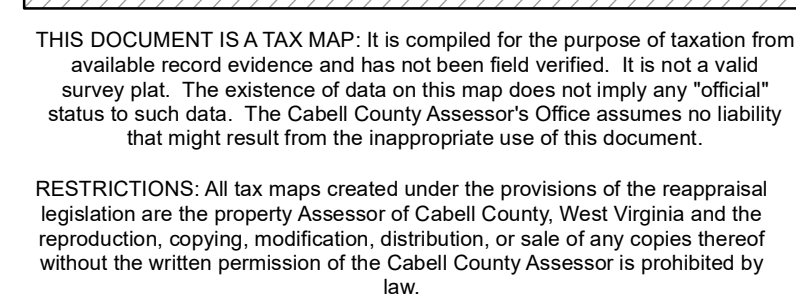 THIS DOCUMENT IS A TAX MAP: It is compiled for the purpose of taxation from
available record evidence and has not been field verified.  It is not a valid
survey plat.  The existence of data on this map does not imply any "official"
status to such data.  The Cabell County Assessor's Office assumes no liability
that might result from the inappropriate use of this document.
RESTRICTIONS: All tax maps created under the provisions of the reappraisal
legislation are the property Assessor of Cabell County, West Virginia and the
reproduction, copying, modification, distribution, or sale of any copies thereof
without the written permission of the Cabell County Assessor is prohibited by
law.